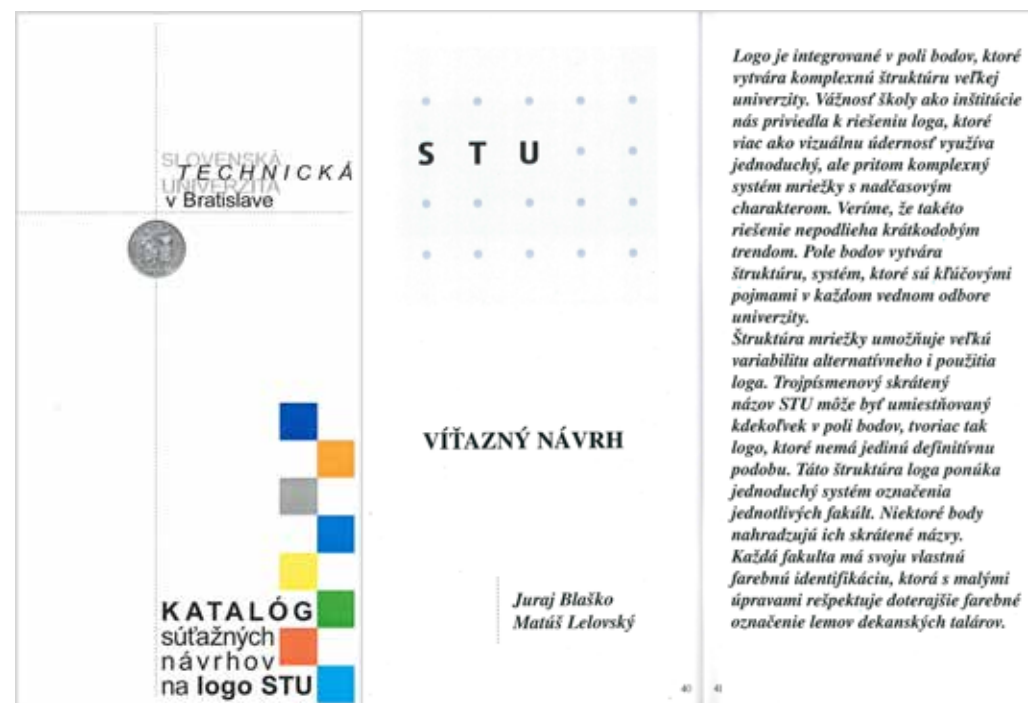 SLOVENSKÁ
TECHNICKÁ
UNIVERZITA
v Bratislave
KATALÓG
súťažných
návrhov
na logo STU
S T U
VÍŤAZNÝ NÁVRH
Juraj Blaško
Matúš Lelovský
40
Logo je integrované v poli bodov, ktoré
vytvára komplexnú štruktúru veľkej
univerzity. Vážnosť školy ako inštitúcie
nás priviedla k riešeniu loga, ktoré
viac ako vizuálnu údernosť využíva
jednoduchý, ale pritom komplexný
systém mriežky s nadčasovým
charakterom. Veríme, že takéto
riešenie nepodlieha krátkodobým
trendom. Pole bodov vytvára
štruktúru, systém, ktoré sú kľúčovými
pojmami v každom vednom odbore
univerzity.
Štruktúra mriežky umožňuje veľkú
variabilitu alternatívneho i použitia
loga. Trojpísmenový skrátený
názov STU môže byť umiestňovaný
kdekoľvek v poli bodov, tvoriac tak
logo, ktoré nemá jedinú definitívnu
podobu. Táto štruktúra loga ponúka
jednoduchý systém označenia
jednotlivých fakúlt. Niektoré body
nahradzujú ich skrátené názvy.
Každá fakulta má svoju vlastnú
farebnú identifikáciu, ktorá s malými
úpravami rešpektuje doterajšie farebné
označenie lemov dekanských talárov.
41